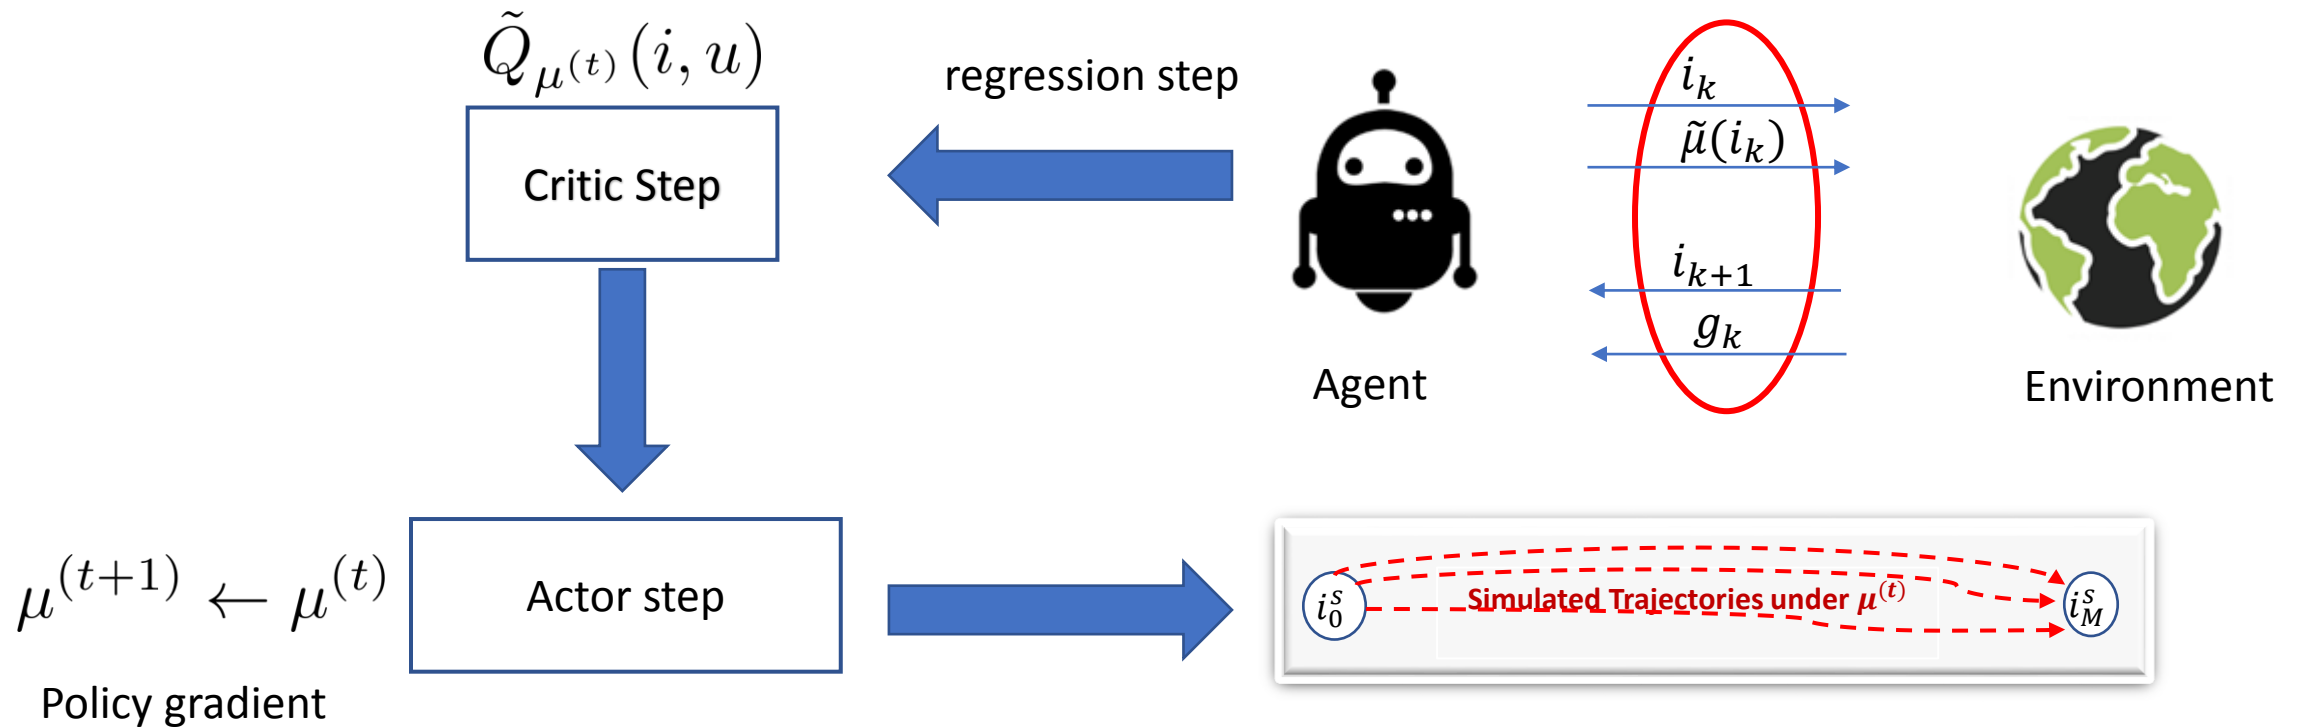 Q̃_{μ^{(t)}}(i, u)
regression step
Critic Step
i_k
μ̃(i_k)
i_{k+1}
g_k
Agent
Environment
μ^{(t+1)} ← μ^{(t)}
Actor step
i_0^s
Simulated Trajectories under μ^{(t)}
i_M^s
Policy gradient